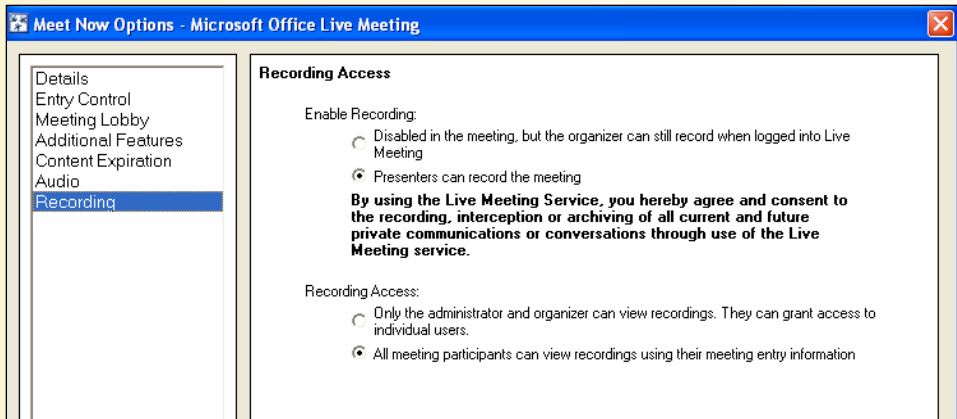 Meet Now Options - Microsoft Office Live Meeting
Details
Entry Control
Meeting Lobby
Additional Features
Content Expiration
Audio
Recording
Recording Access
Enable Recording:
Disabled in the meeting, but the organizer can still record when logged into Live
Meeting
Presenters can record the meeting
By using the Live Meeting Service, you hereby agree and consent to
the recording, interception or archiving of all current and future
private communications or conversations through use of the Live
Meeting service.
Recording Access:
Only the administrator and organizer can view recordings. They can grant access to
individual users.
All meeting participants can view recordings using their meeting entry information